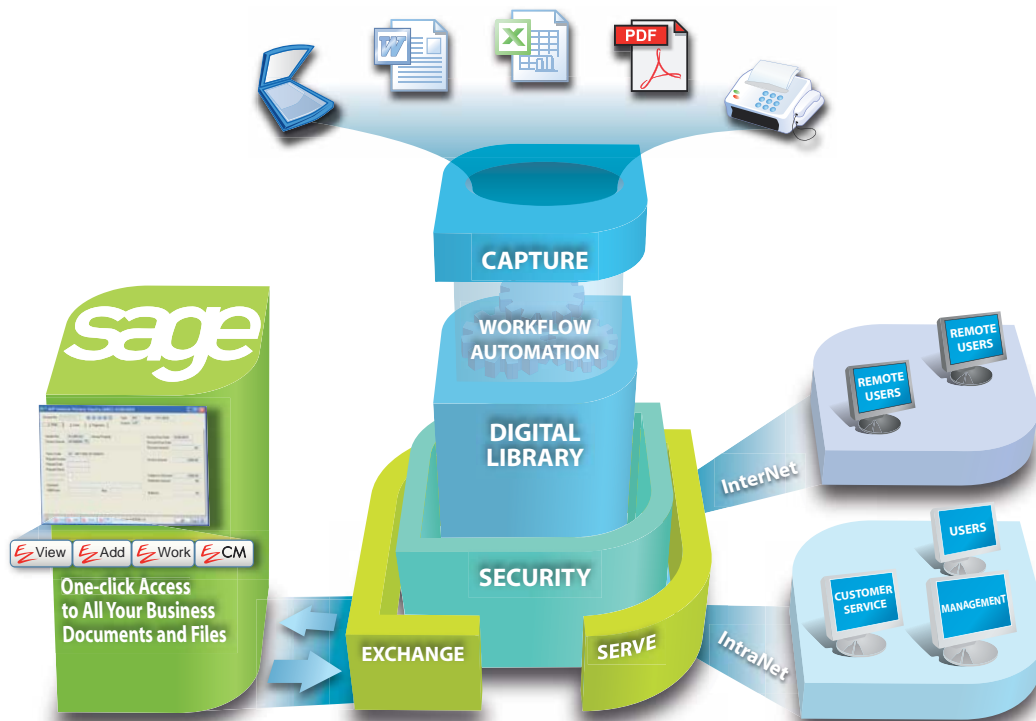 W
X
PDF
CAPTURE
WORKFLOW
AUTOMATION
DIGITAL
LIBRARY
SECURITY
EXCHANGE
SERVE
sage
EZ View
EZ Add
EZ Work
EZ CM
One-click Access
to All Your Business
Documents and Files
InterNet
REMOTE
USERS
REMOTE
USERS
IntraNet
USERS
CUSTOMER
SERVICE
MANAGEMENT